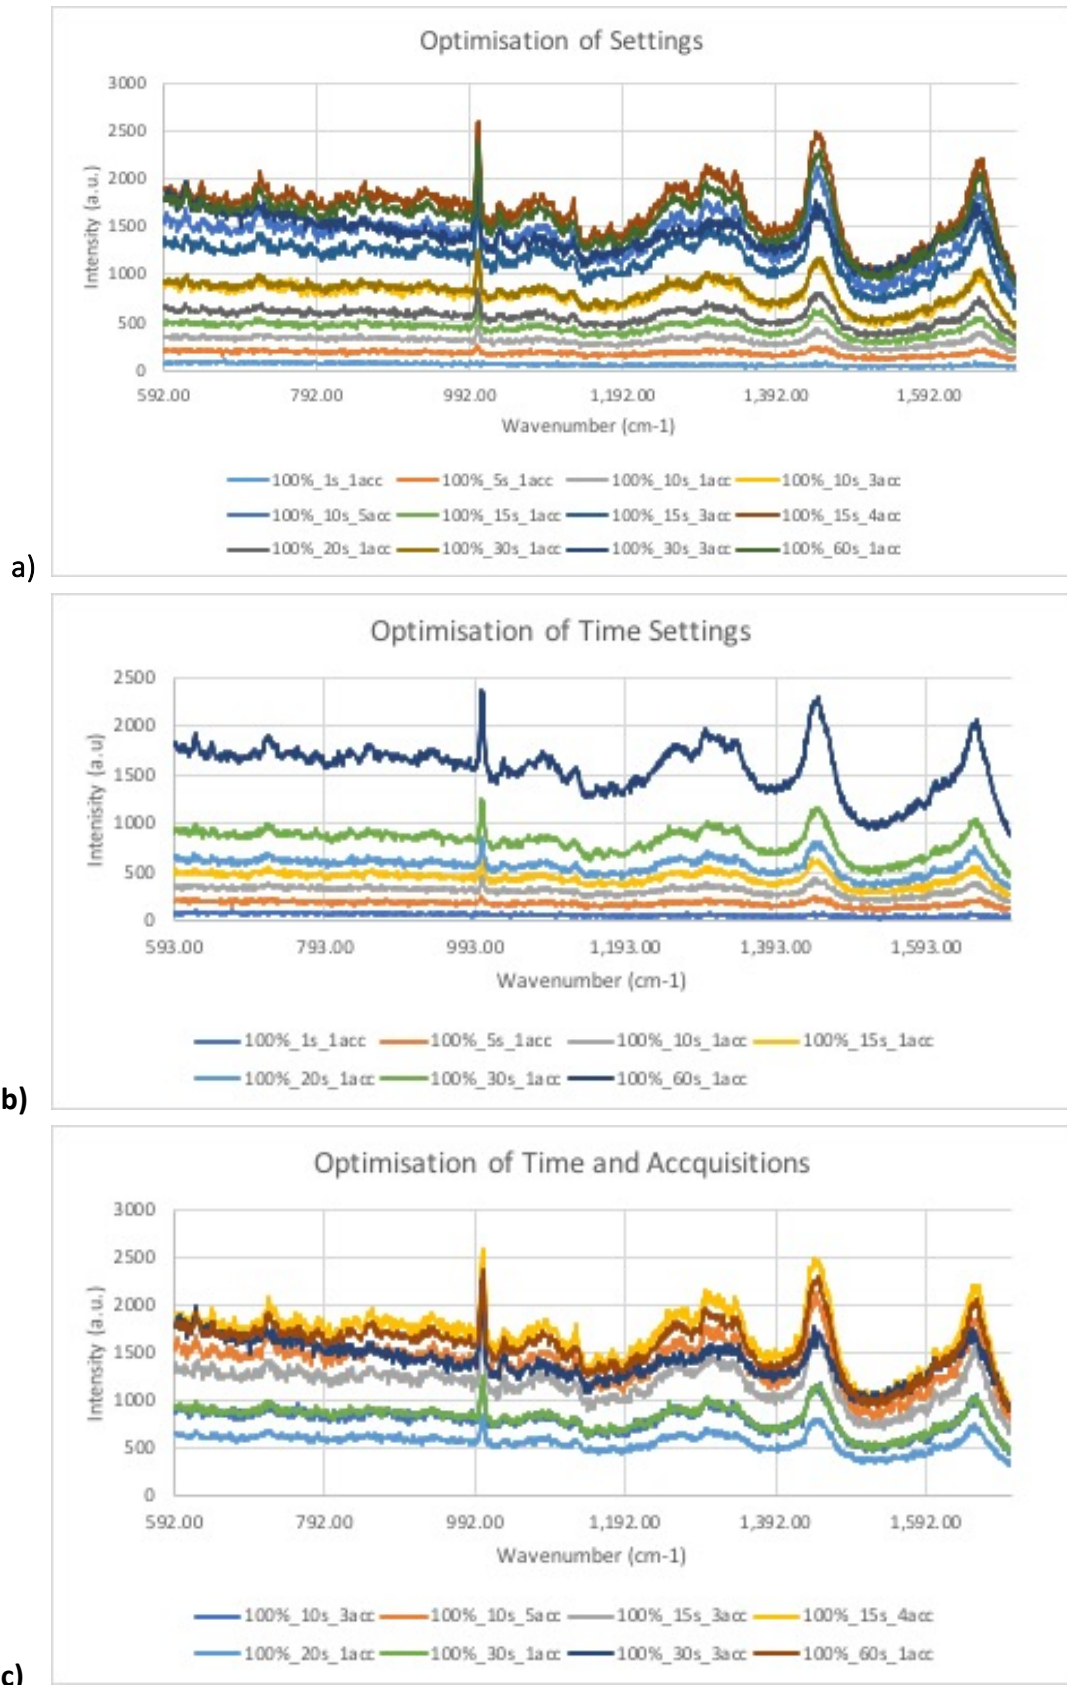 Optimisation of Settings
3000
2500
2000
1500
1000
500
0
Intensity (a.u.)
592.00 792.00 992.00 1,192.00 1,392.00 1,592.00
Wavenumber (cm-1)
100%_1s_1acc 100%_5s_1acc 100%_10s_1acc 100%_10s_3acc
100%_10s_5acc 100%_15s_1acc 100%_15s_3acc 100%_15s_4acc
100%_20s_1acc 100%_30s_1acc 100%_30s_3acc 100%_60s_1acc
a)
Optimisation of Time Settings
2500
2000
1500
1000
500
0
Intenisity (a.u)
593.00 793.00 993.00 1,193.00 1,393.00 1,593.00
Wavenumber (cm-1)
100%_1s_1acc 100%_5s_1acc 100%_10s_1acc 100%_15s_1acc
100%_20s_1acc 100%_30s_1acc 100%_60s_1acc
b)
Optimisation of Time and Accquisitions
3000
2500
2000
1500
1000
500
0
Intensity (a.u.)
592.00 792.00 992.00 1,192.00 1,392.00 1,592.00
Wavenumber (cm-1)
100%_10s_3acc 100%_10s_5acc 100%_15s_3acc 100%_15s_4acc
100%_20s_1acc 100%_30s_1acc 100%_30s_3acc 100%_60s_1acc
c)